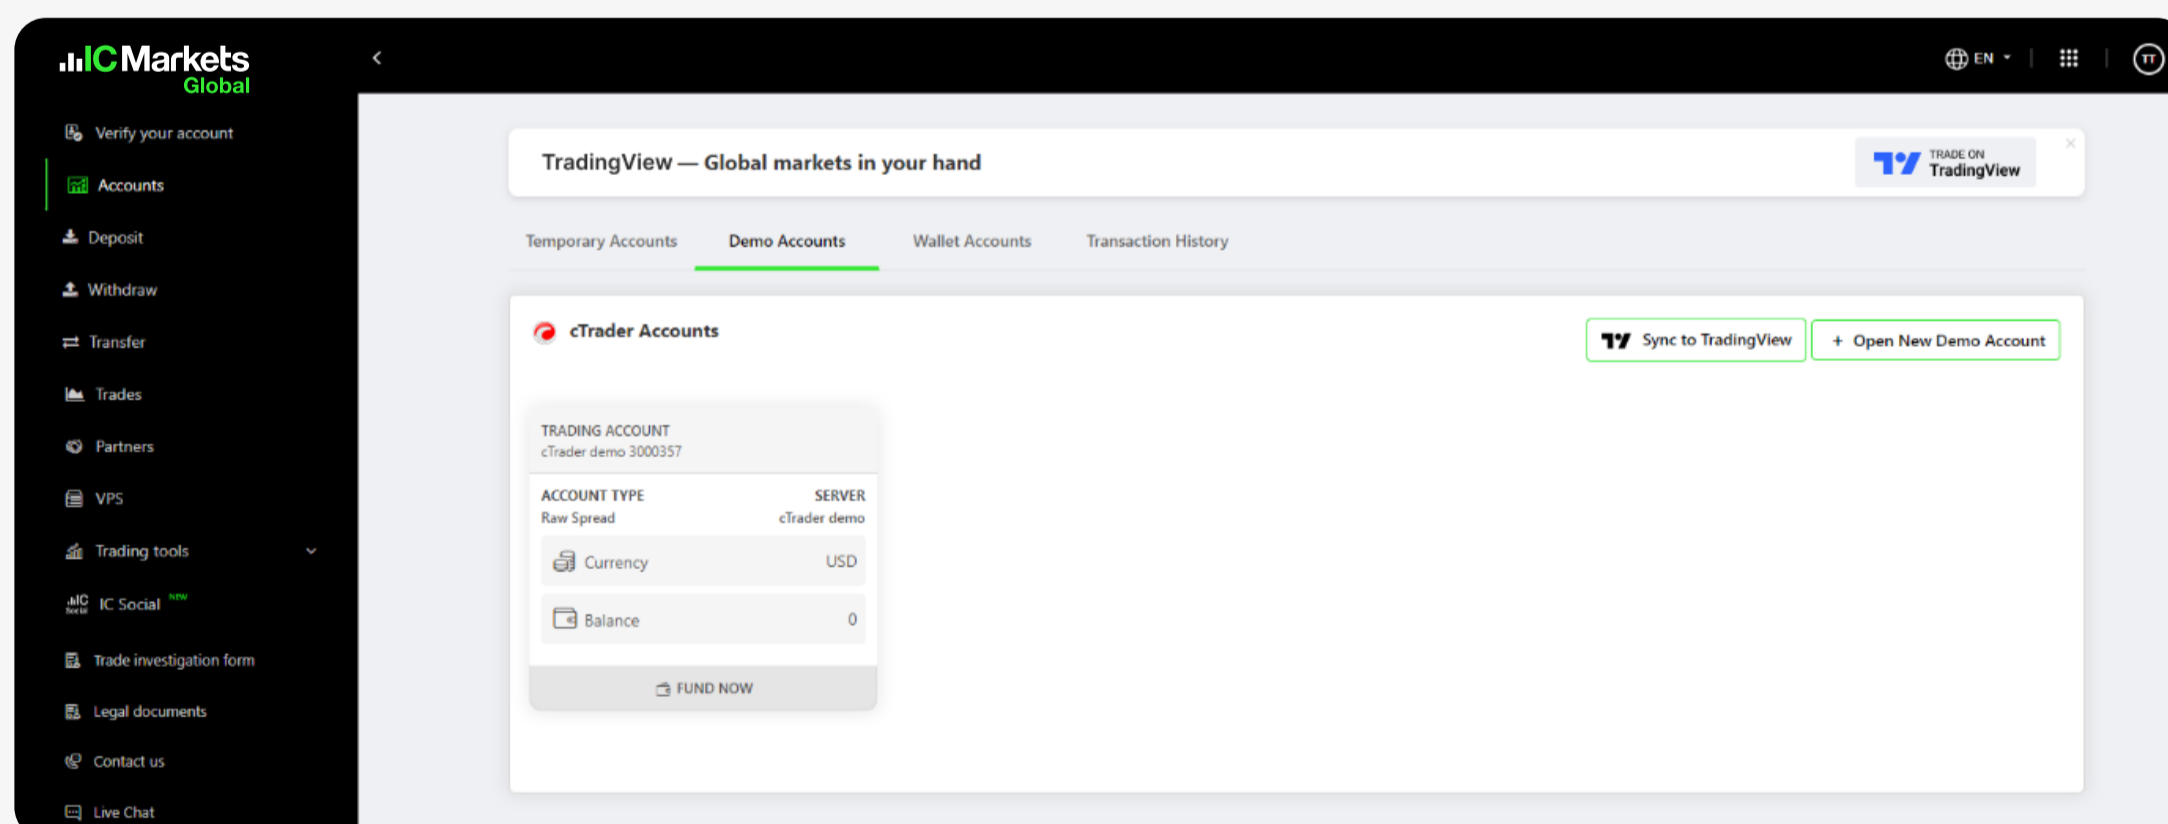 IC Markets
Global
EN
TT
Verify your account
Accounts
Deposit
Withdraw
Transfer
Trades
Partners
VPS
Trading tools
IC Social NEW
Trade investigation form
Legal documents
Contact us
Live Chat
TradingView — Global markets in your hand
TRADE ON
TradingView
Temporary Accounts
Demo Accounts
Wallet Accounts
Transaction History
cTrader Accounts
Sync to TradingView
+ Open New Demo Account
TRADING ACCOUNT
cTrader demo 3000357
ACCOUNT TYPE SERVER
Raw Spread cTrader demo
Currency USD
Balance 0
FUND NOW